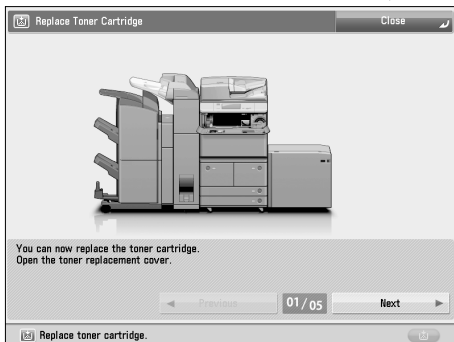 Replace Toner Cartridge
Close
You can now replace the toner cartridge.
Open the toner replacement cover.
Previous
01/05
Next
Replace toner cartridge.